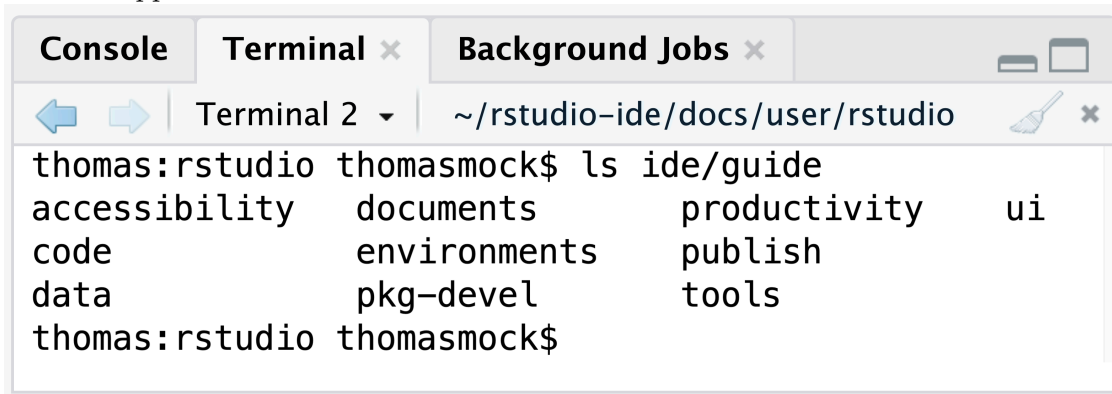 Console Terminal × Background Jobs ×
Terminal 2 ~/rstudio-ide/docs/user/rstudio
thomas:rstudio thomasmock$ ls ide/guide
accessibility documents productivity ui
code environments publish
data pkg-devel tools
thomas:rstudio thomasmock$